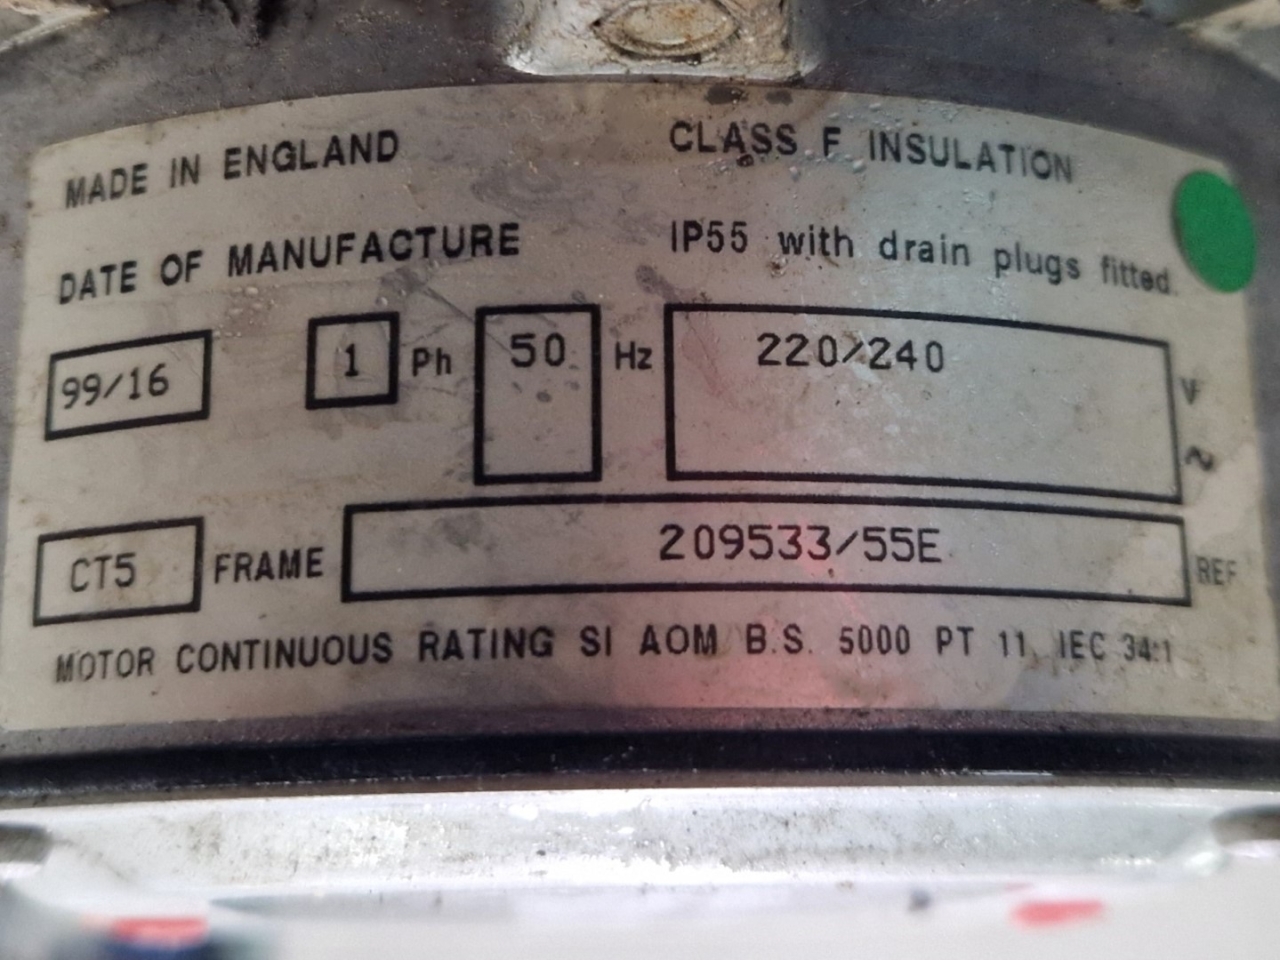 MADE IN ENGLAND
CLASS F INSULATION
DATE OF MANUFACTURE
IP55 with drain plugs fitted.
99/16 1 Ph 50 Hz 220/240 V
~
CT5 FRAME 209533/55E REF
MOTOR CONTINUOUS RATING SI AOM B.S. 5000 PT 11. IEC 34:1